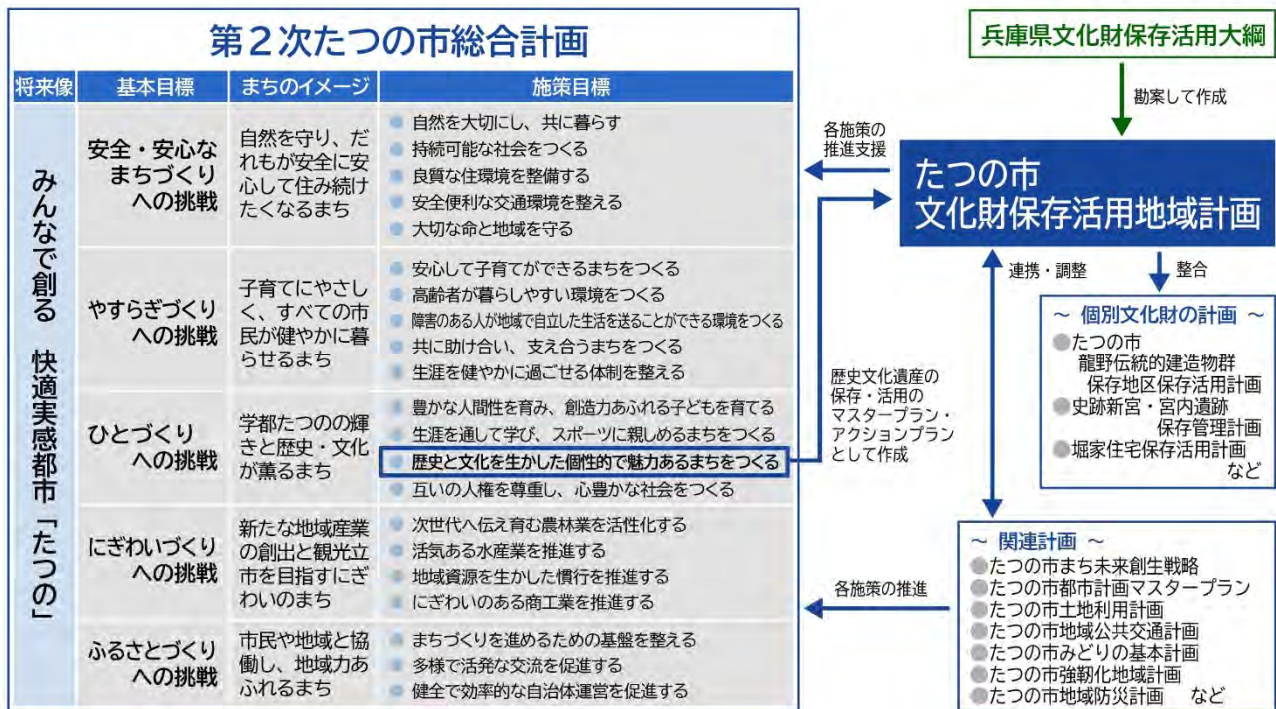 第２次たつの市総合計画
将来像
基本目標
まちのイメージ
施策目標
みんなで創る　快適実感都市「たつの」
安全・安心な
まちづくり
への挑戦
自然を守り、だ
れもが安全に安
心して住み続け
たくなるまち
自然を大切にし、共に暮らす
持続可能な社会をつくる
良質な住環境を整備する
安全便利な交通環境を整える
大切な命と地域を守る
やすらぎづくり
への挑戦
子育てにやさし
く、すべての市
民が健やかに暮
らせるまち
安心して子育てができるまちをつくる
高齢者が暮らしやすい環境をつくる
障害のある人が地域で自立した生活を送ることができる環境をつくる
共に助け合い、支え合うまちをつくる
生涯を健やかに過ごせる体制を整える
ひとづくり
への挑戦
学都たつのの輝
きと歴史・文化
が薫るまち
豊かな人間性を育み、創造力あふれる子どもを育てる
生涯を通して学び、スポーツに親しめるまちをつくる
歴史と文化を生かした個性的で魅力あるまちをつくる
互いの人権を尊重し、心豊かな社会をつくる
にぎわいづくり
への挑戦
新たな地域産業
の創出と観光立
市を目指すにぎ
わいのまち
次世代へ伝え育む農林業を活性化する
活気ある水産業を推進する
地域資源を生かした慣行を推進する
にぎわいのある商工業を推進する
ふるさとづくり
への挑戦
市民や地域と協
働し、地域力あ
ふれるまち
まちづくりを進めるための基盤を整える
多様で活発な交流を促進する
健全で効率的な自治体運営を促進する
兵庫県文化財保存活用大綱
勘案して作成
各施策の
推進支援
たつの市
文化財保存活用地域計画
連携・調整
整合
歴史文化遺産の
保存・活用の
マスタープラン・
アクションプラン
として作成
～ 個別文化財の計画 ～
●たつの市
龍野伝統的建造物群
保存地区保存活用計画
●史跡新宮・宮内遺跡
保存管理計画
●堀家住宅保存活用計画
など
各施策の推進
～ 関連計画 ～
●たつの市まち未来創生戦略
●たつの市都市計画マスタープラン
●たつの市土地利用計画
●たつの市地域公共交通計画
●たつの市みどりの基本計画
●たつの市強靱化地域計画
●たつの市地域防災計画　など